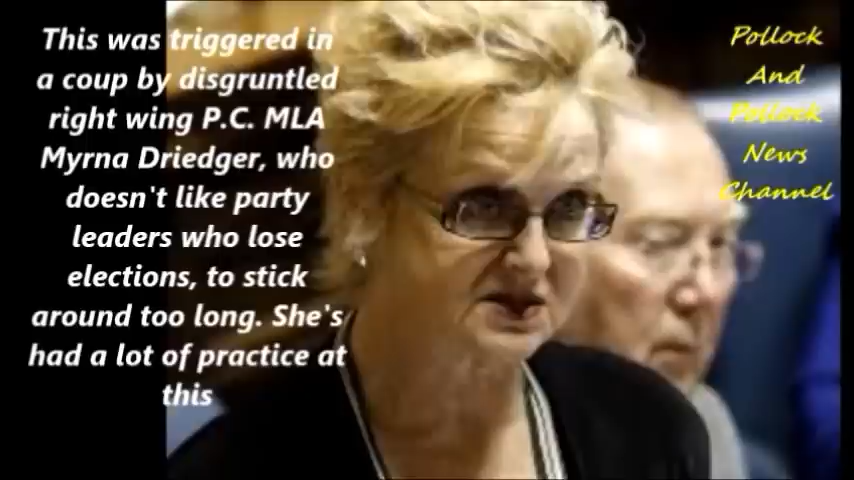 This was triggered in
a coup by disgruntled
right wing P.C. MLA
Myrna Driedger, who
doesn't like party
leaders who lose
elections, to stick
around too long. She's
had a lot of practice at
this
Pollock
And
Pollock
News
Channel